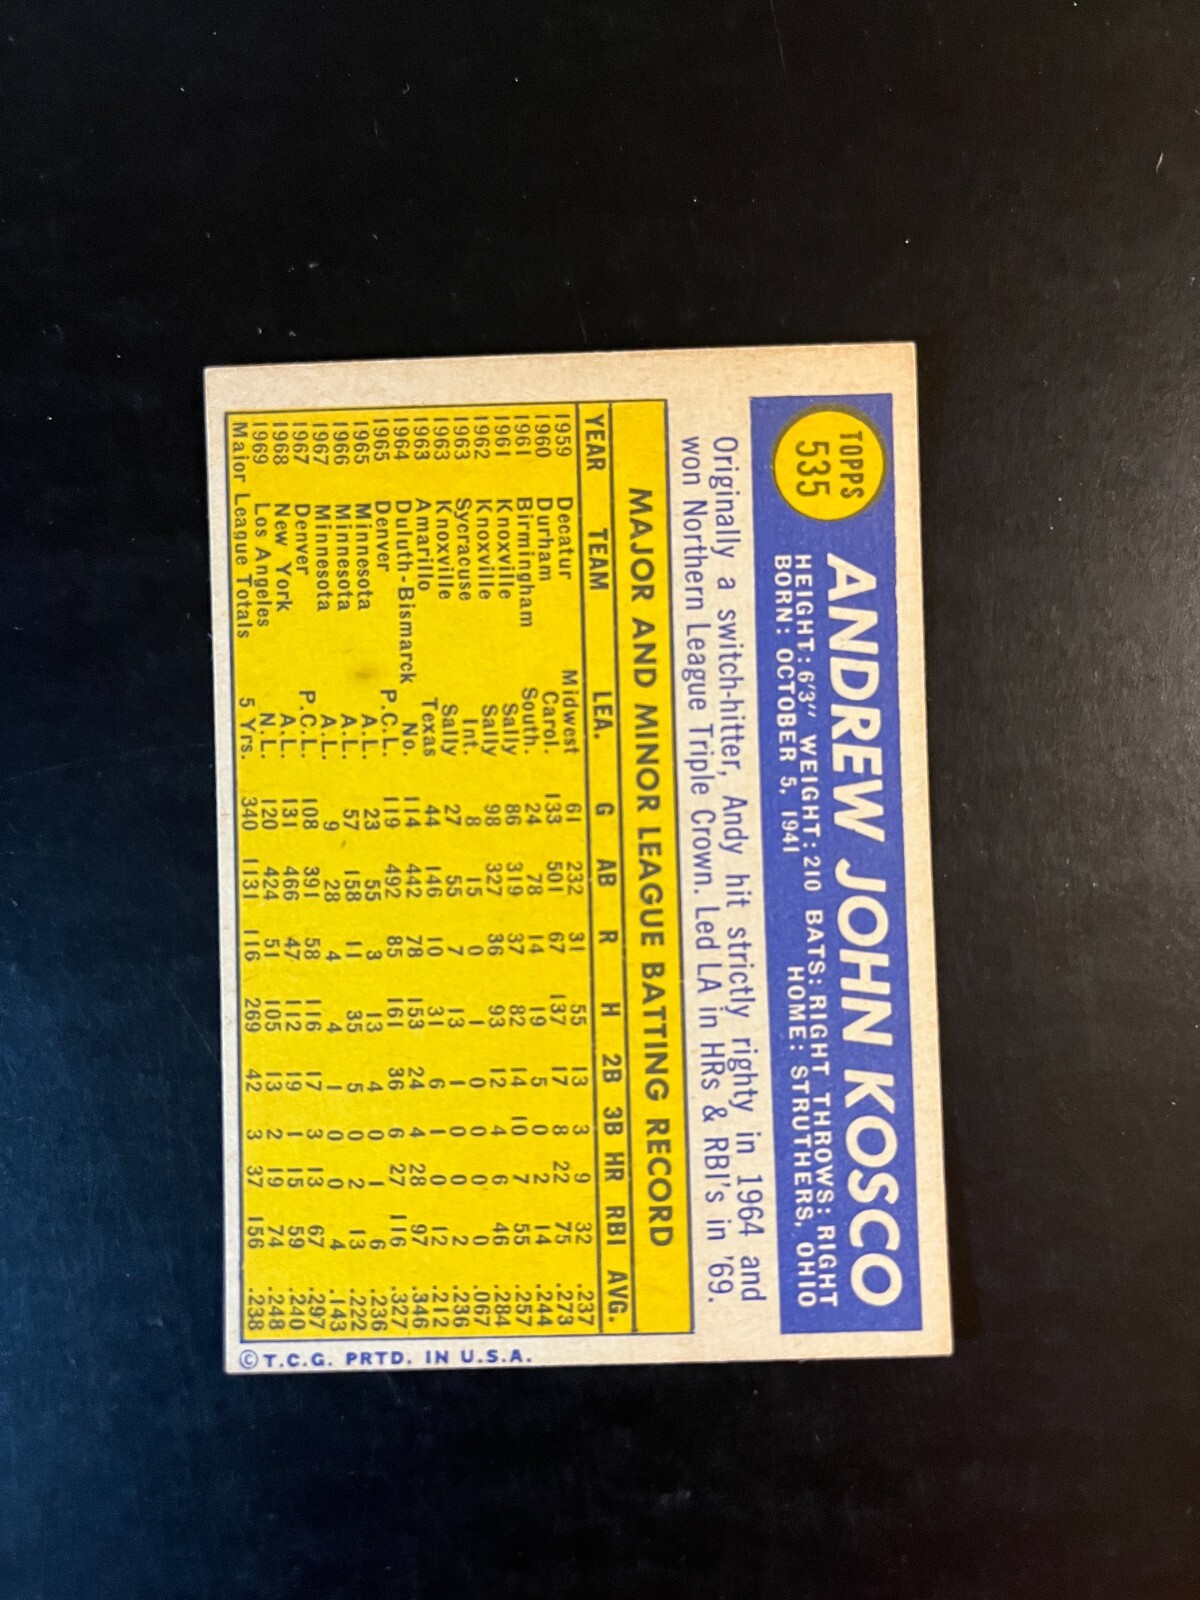 TOPPS
535
ANDREW JOHN KOSCO
HEIGHT: 6'3" WEIGHT: 210 BATS: RIGHT THROWS: RIGHT
BORN: OCTOBER 5, 1941 HOME: STRUTHERS, OHIO
Originally a switch-hitter, Andy hit strictly righty in 1964 and
won Northern League Triple Crown. Led LA in HRs & RBI's in '69.
MAJOR AND MINOR LEAGUE BATTING RECORD
YEAR TEAM LEA. G AB R H 2B 3B HR RBI AVG.
1959 Decatur Midwest 61 232 31 55 13 3 9 32 .237
1960 Durham Carol. 133 501 67 137 17 8 22 75 .273
1961 Birmingham South. 24 78 14 19 5 0 2 14 .244
1961 Knoxville Sally 86 319 37 82 14 10 7 55 .257
1962 Knoxville Sally 98 327 36 93 12 4 6 46 .284
1963 Syracuse Int. 8 15 0 1 0 0 0 0 .067
1963 Knoxville Sally 27 55 7 13 1 0 0 2 .236
1963 Amarillo Texas 44 146 10 31 6 1 0 12 .212
1964 Duluth-Bismarck No. 114 442 78 153 24 4 28 97 .346
1965 Denver P.C.L. 119 492 85 161 36 6 27 116 .327
1965 Minnesota A.L. 23 55 3 13 4 0 1 6 .236
1966 Minnesota A.L. 57 158 11 35 5 0 2 13 .222
1967 Minnesota A.L. 9 28 4 4 1 0 0 4 .143
1967 Denver P.C.L. 108 391 58 116 17 3 13 67 .297
1968 New York A.L. 131 466 47 112 19 1 15 59 .240
1969 Los Angeles N.L. 120 424 51 105 13 2 19 74 .248
Major League Totals 5 Yrs. 340 1131 116 269 42 3 37 156 .238
© T.C.G. PRTD. IN U.S.A.